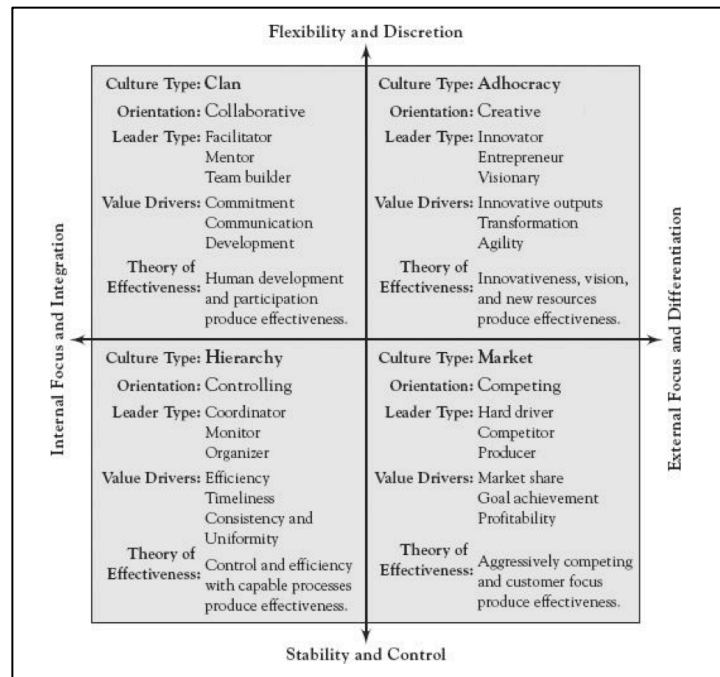 Flexibility and Discretion
Culture Type: Clan
Orientation: Collaborative
Leader Type: Facilitator
Mentor
Team builder
Value Drivers: Commitment
Communication
Development
Theory of
Effectiveness: Human development
and participation
produce effectiveness.
Culture Type: Adhocracy
Orientation: Creative
Leader Type: Innovator
Entrepreneur
Visionary
Value Drivers: Innovative outputs
Transformation
Agility
Theory of
Effectiveness: Innovativeness, vision,
and new resources
produce effectiveness.
Internal Focus and Integration
External Focus and Differentiation
Culture Type: Hierarchy
Orientation: Controlling
Leader Type: Coordinator
Monitor
Organizer
Value Drivers: Efficiency
Timeliness
Consistency and
Uniformity
Theory of
Effectiveness: Control and efficiency
with capable processes
produce effectiveness.
Culture Type: Market
Orientation: Competing
Leader Type: Hard driver
Competitor
Producer
Value Drivers: Market share
Goal achievement
Profitability
Theory of
Effectiveness: Aggressively competing
and customer focus
produce effectiveness.
Stability and Control